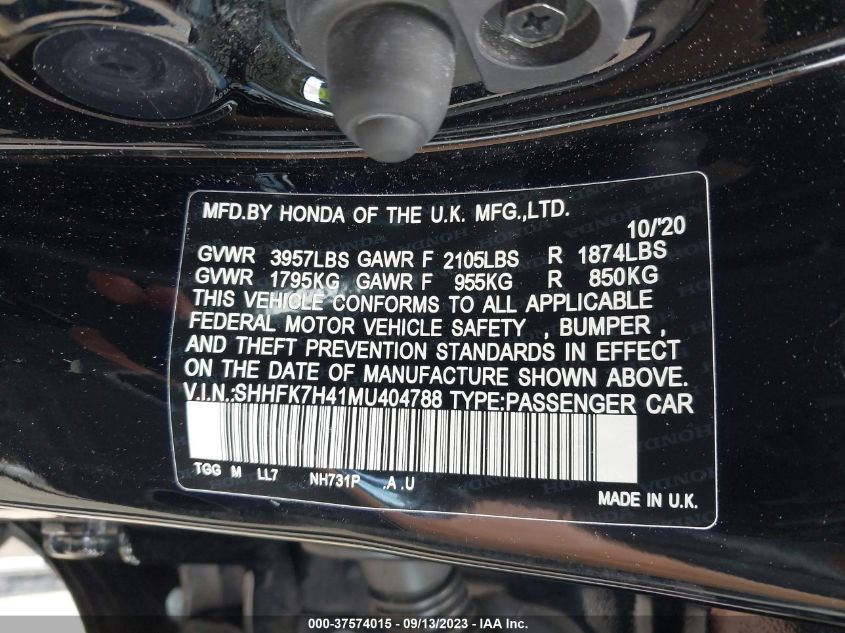 MFD.BY HONDA OF THE U.K. MFG.,LTD.
10/'20
GVWR 3957LBS GAWR F 2105LBS R 1874LBS
GVWR 1795KG GAWR F 955KG R 850KG
THIS VEHICLE CONFORMS TO ALL APPLICABLE
FEDERAL MOTOR VEHICLE SAFETY , BUMPER ,
AND THEFT PREVENTION STANDARDS IN EFFECT
ON THE DATE OF MANUFACTURE SHOWN ABOVE.
V.I.N.:SHHFK7H41MU404788 TYPE:PASSENGER CAR
TGG M LL7 NH731P .A .U
MADE IN U.K.
000-37574015 - 09/13/2023 - IAA Inc.